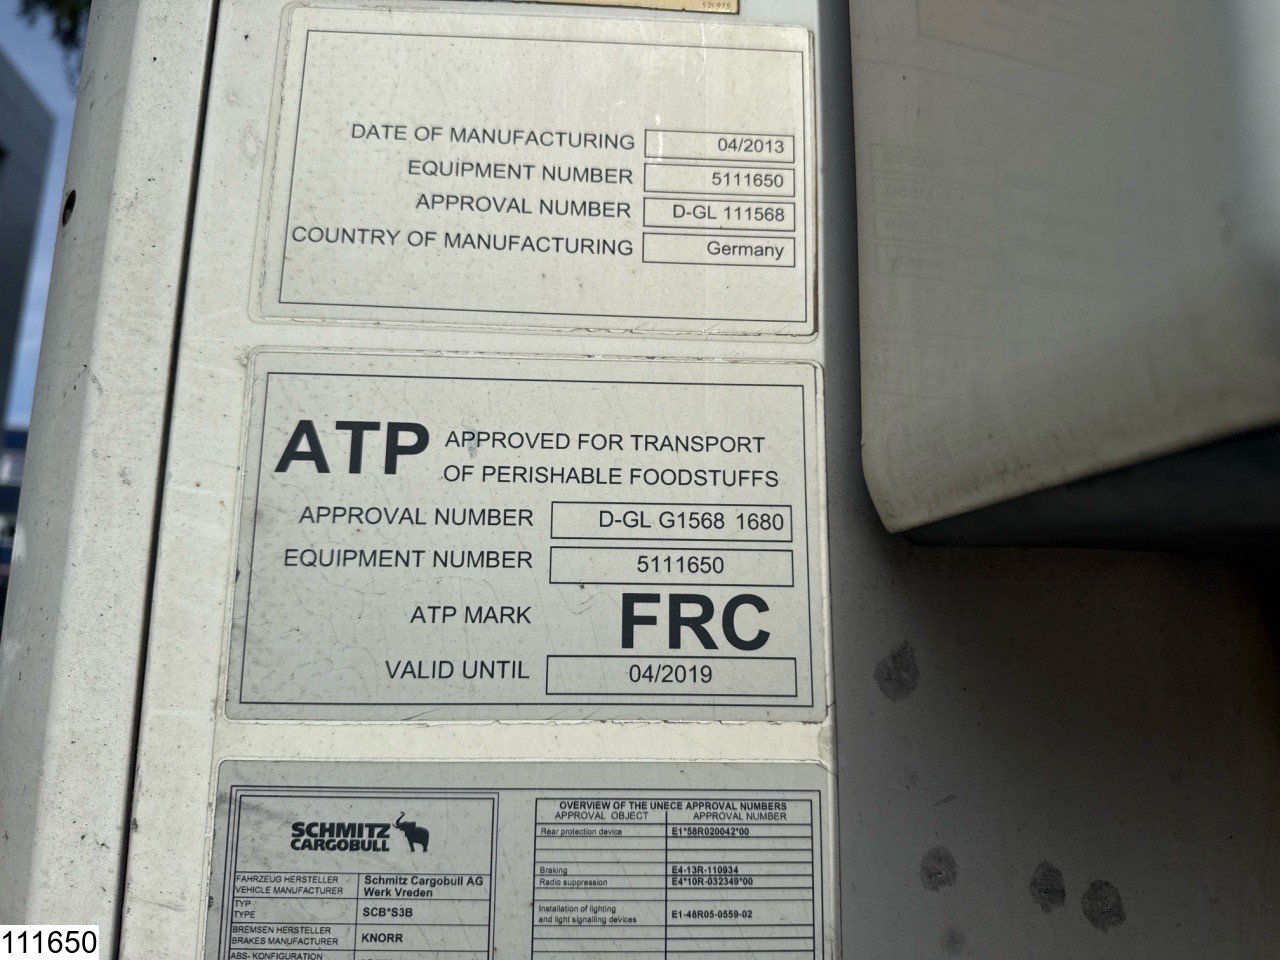 DATE OF MANUFACTURING 04/2013
EQUIPMENT NUMBER 5111650
APPROVAL NUMBER D-GL 111568
COUNTRY OF MANUFACTURING Germany
ATP APPROVED FOR TRANSPORT
OF PERISHABLE FOODSTUFFS
APPROVAL NUMBER D-GL G1568 1680
EQUIPMENT NUMBER 5111650
ATP MARK FRC
VALID UNTIL 04/2019
SCHMITZ
CARGOBULL
FAHRZEUG HERSTELLER
VEHICLE MANUFACTURER
Schmitz Cargobull AG
Werk Vreden
TYP
TYPE
SCB*S3B
BREMSEN HERSTELLER
BRAKES MANUFACTURER
KNORR
ABS- KONFIGURATION
OVERVIEW OF THE UNECE APPROVAL NUMBERS
APPROVAL OBJECT APPROVAL NUMBER
Rear protection device E1*58R020042*00
Braking E4-13R-110934
Radio suppression E4*10R-032349*00
Installation of lighting
and light signalling devices
E1-48R05-0559-02
111650